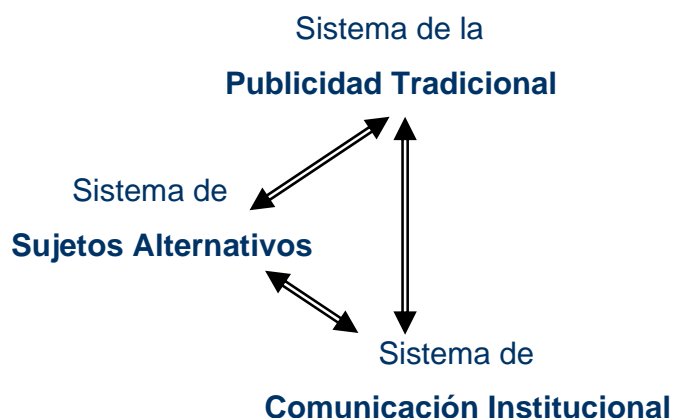 Sistema de la
Publicidad Tradicional
Sistema de
Sujetos Alternativos
Sistema de
Comunicación Institucional